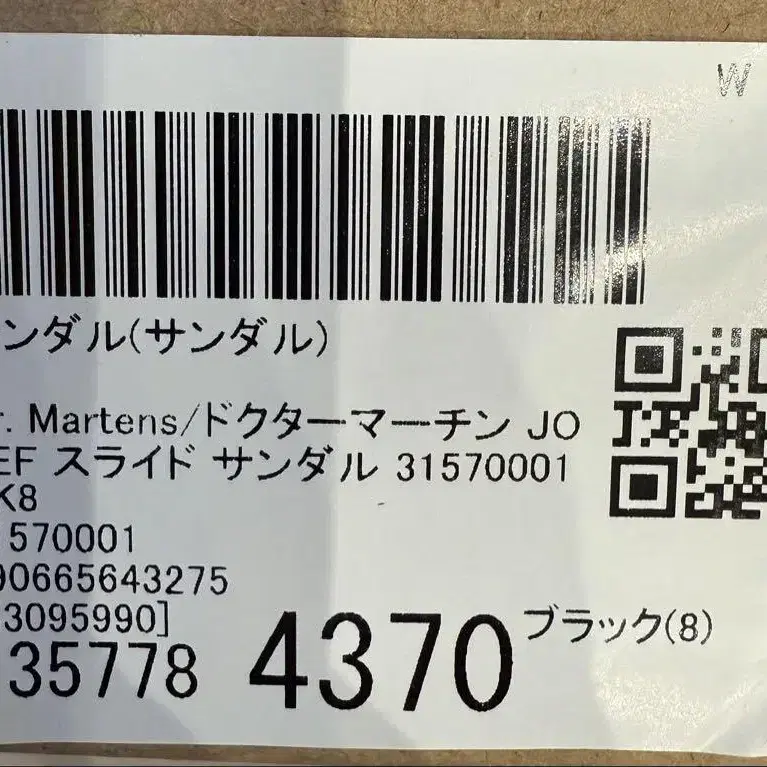 W
ンダル(サンダル)
r. Martens/ドクターマーチン JO
EF スライド サンダル 31570001
K8
570001
90665643275
3095990]
35778 4370 ブラック(8)